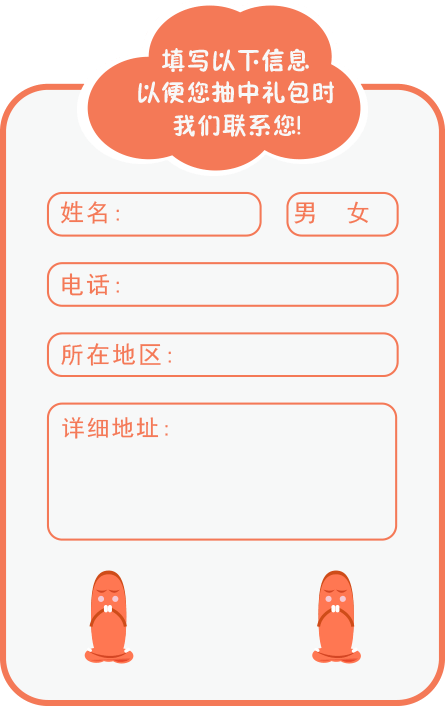 填写以下信息
以便您抽中礼包时
我们联系您!
姓名:
男 女
电话:
所在地区:
详细地址: